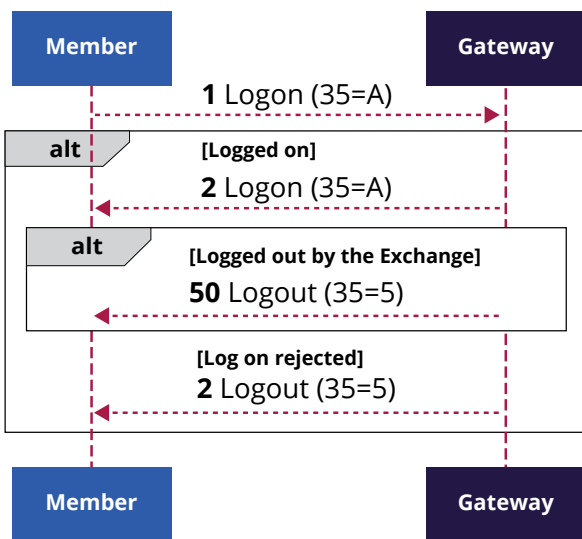 Member
Gateway
1 Logon (35=A)
alt
[Logged on]
2 Logon (35=A)
alt
[Logged out by the Exchange]
50 Logout (35=5)
[Log on rejected]
2 Logout (35=5)
Member
Gateway